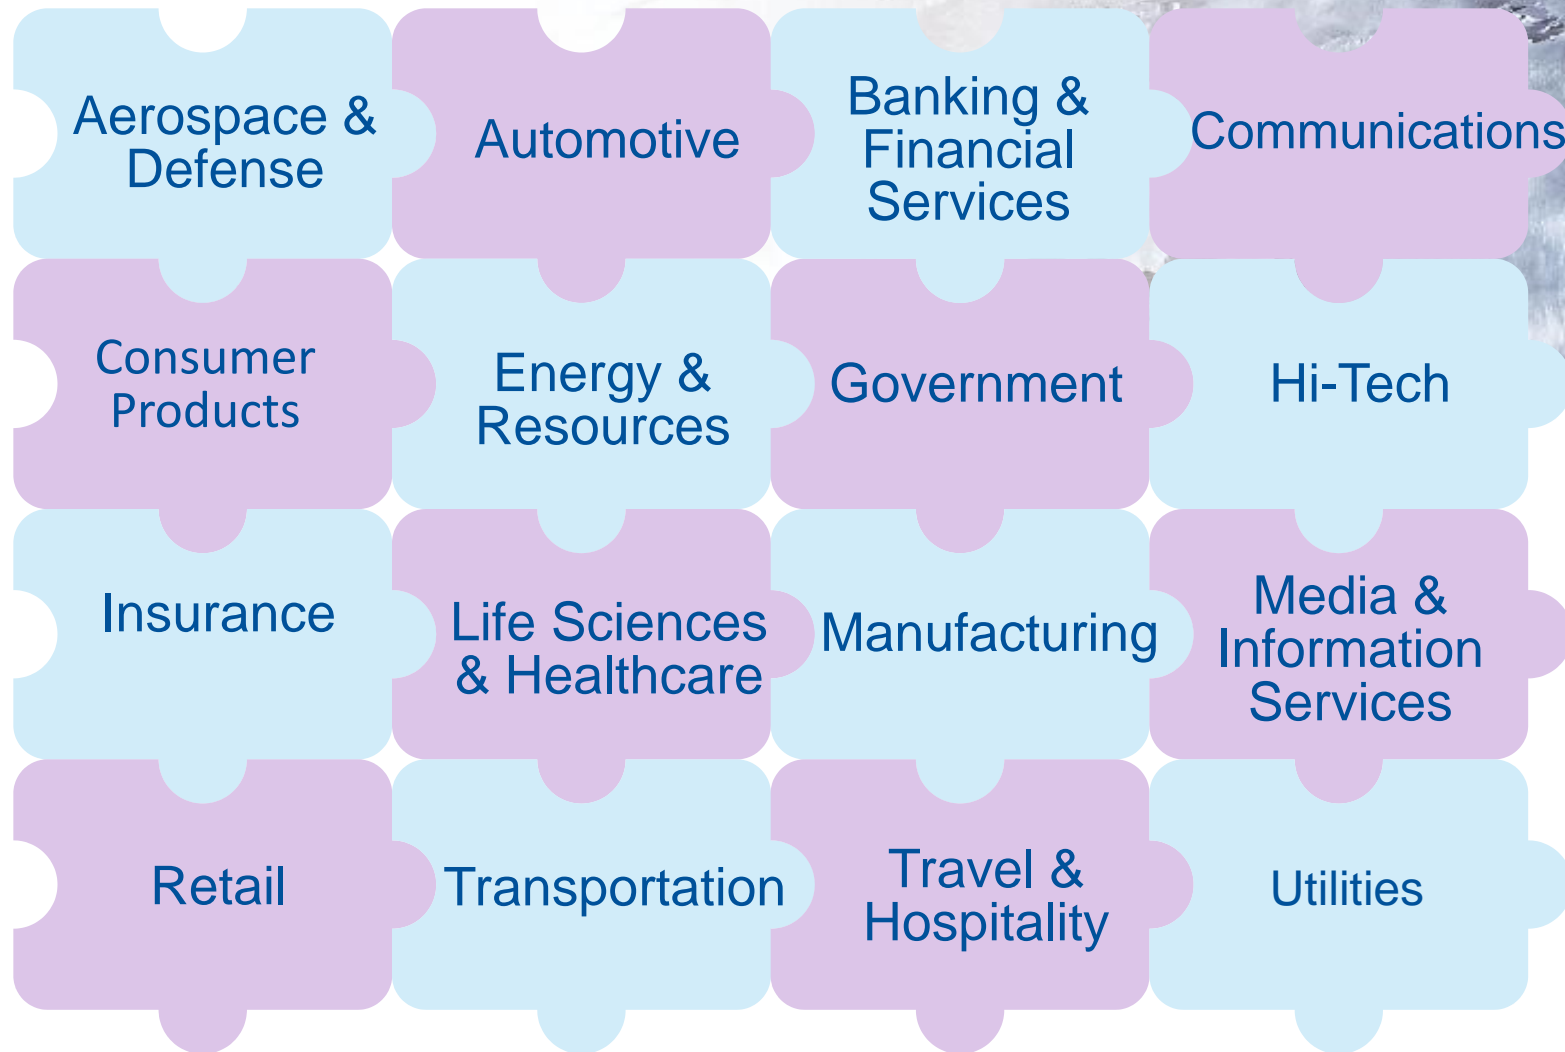 Aerospace &
Defense
Automotive
Banking &
Financial
Services
Communications
Consumer
Products
Energy &
Resources
Government
Hi-Tech
Insurance
Life Sciences
& Healthcare
Manufacturing
Media &
Information
Services
Retail
Transportation
Travel &
Hospitality
Utilities